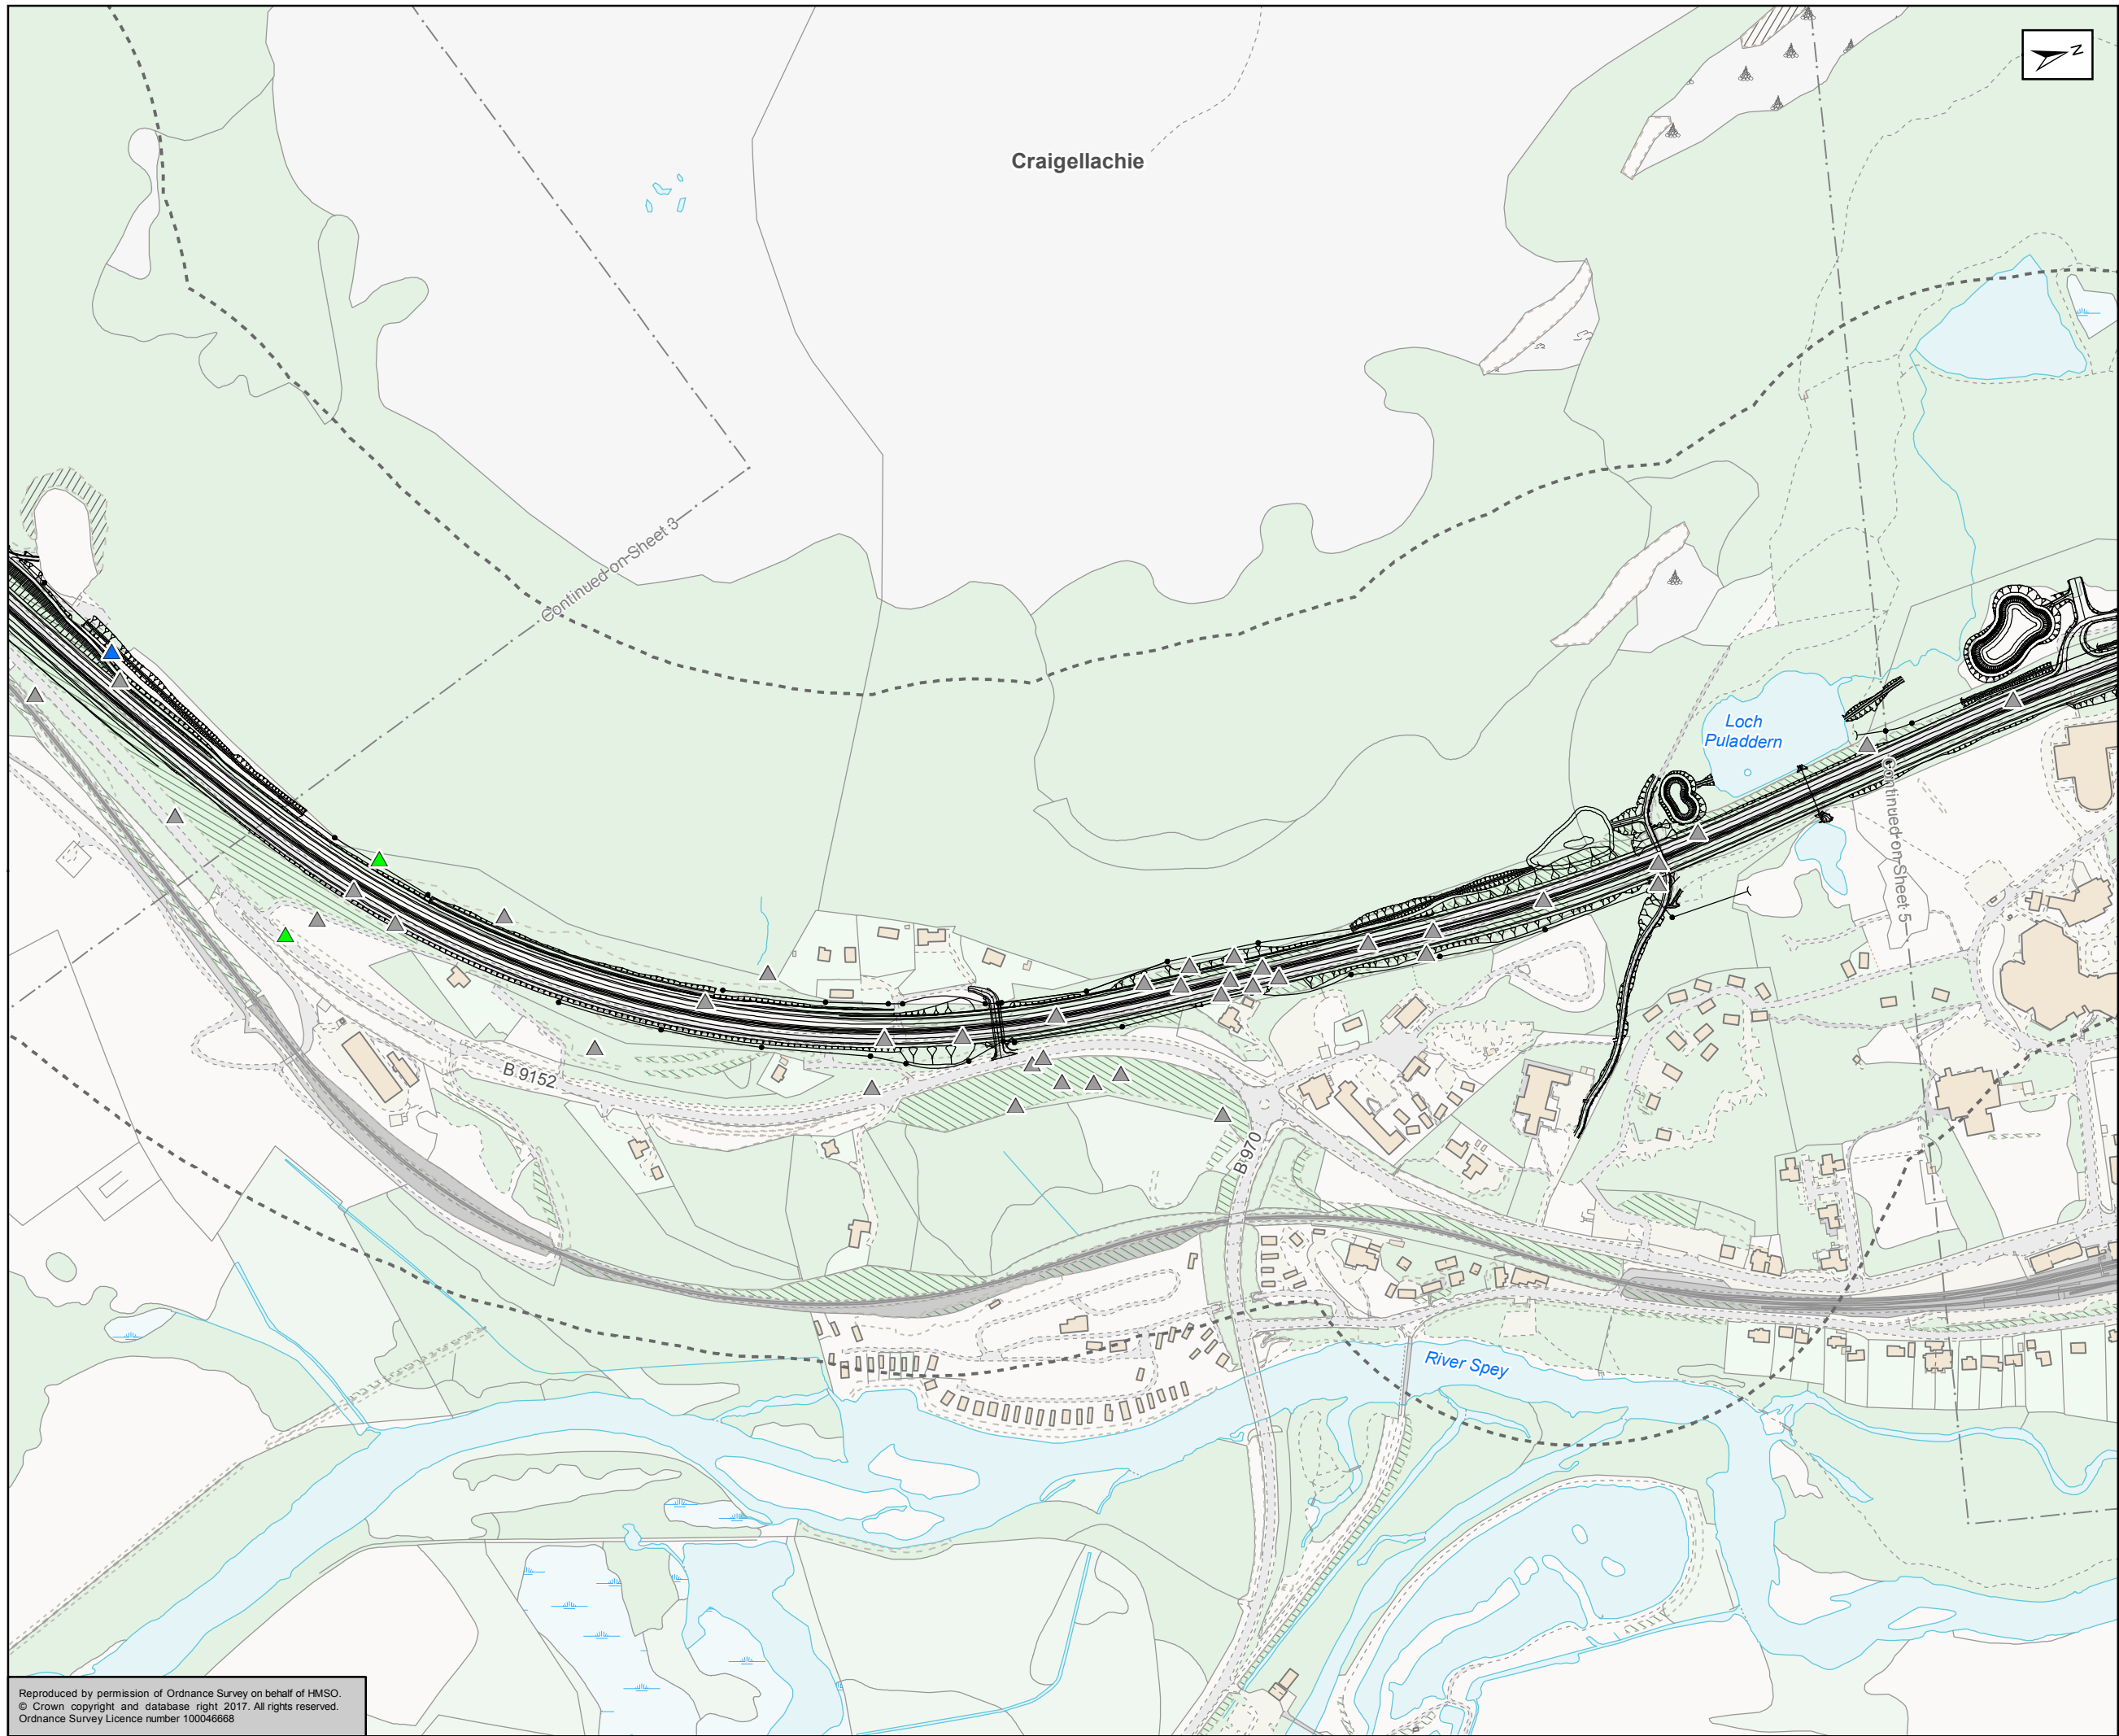 N
Craigellachie
Continued on Sheet 3
Loch
Puladdern
Continued on Sheet 5
B 9152
B 970
River Spey
Reproduced by permission of Ordnance Survey on behalf of HMSO.
© Crown copyright and database right 2017. All rights reserved.
Ordnance Survey Licence number 100046668